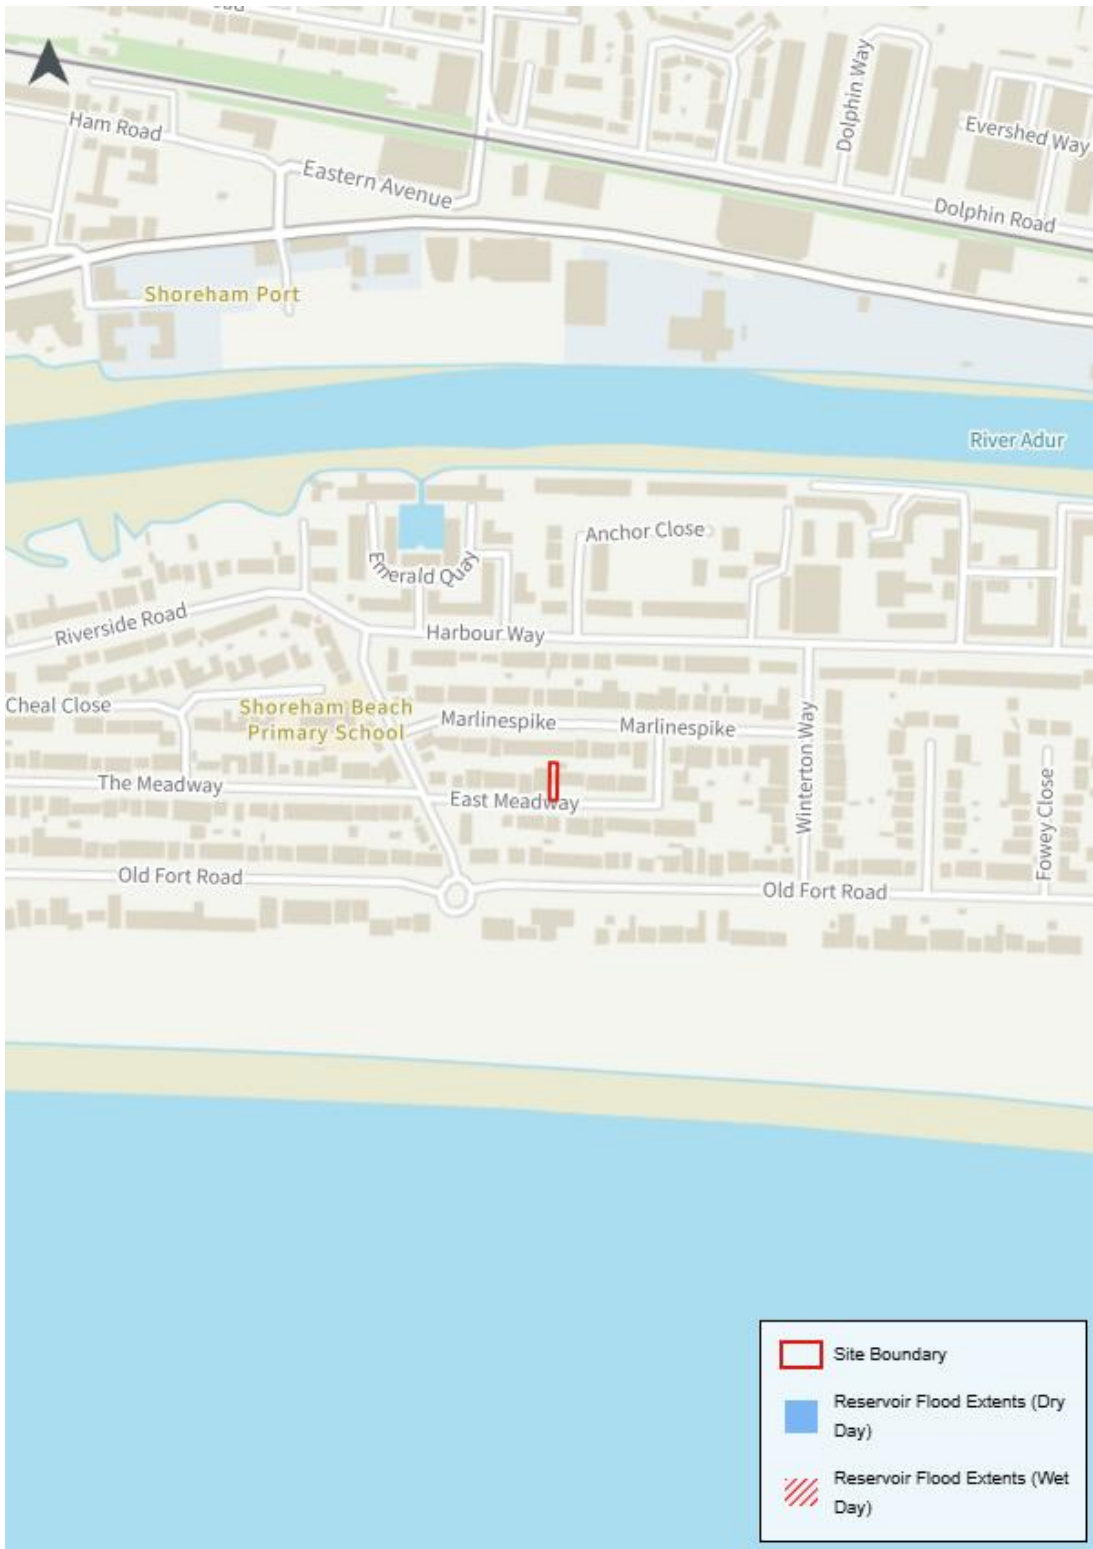 Ham Road
Eastern Avenue
Dolphin Way
Evershed Way
Dolphin Road
Shoreham Port
River Adur
Anchor Close
Emerald Quay
Riverside Road
Harbour Way
Cheal Close
Shoreham Beach
Primary School
Marlinespike
Marlinespike
Winterton Way
The Meadway
East Meadway
Fowey Close
Old Fort Road
Old Fort Road
Site Boundary
Reservoir Flood Extents (Dry
Day)
Reservoir Flood Extents (Wet
Day)